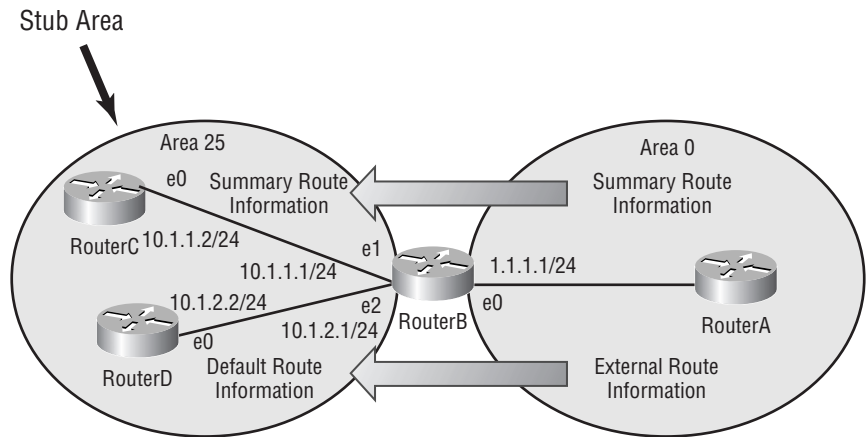 Stub Area
Area 25
Area 0
e0
Summary Route
Information
Summary Route
Information
RouterC
10.1.1.2/24
e1
10.1.1.1/24
1.1.1.1/24
10.1.2.2/24
e2
e0
RouterB
RouterA
10.1.2.1/24
e0
RouterD
Default Route
Information
External Route
Information